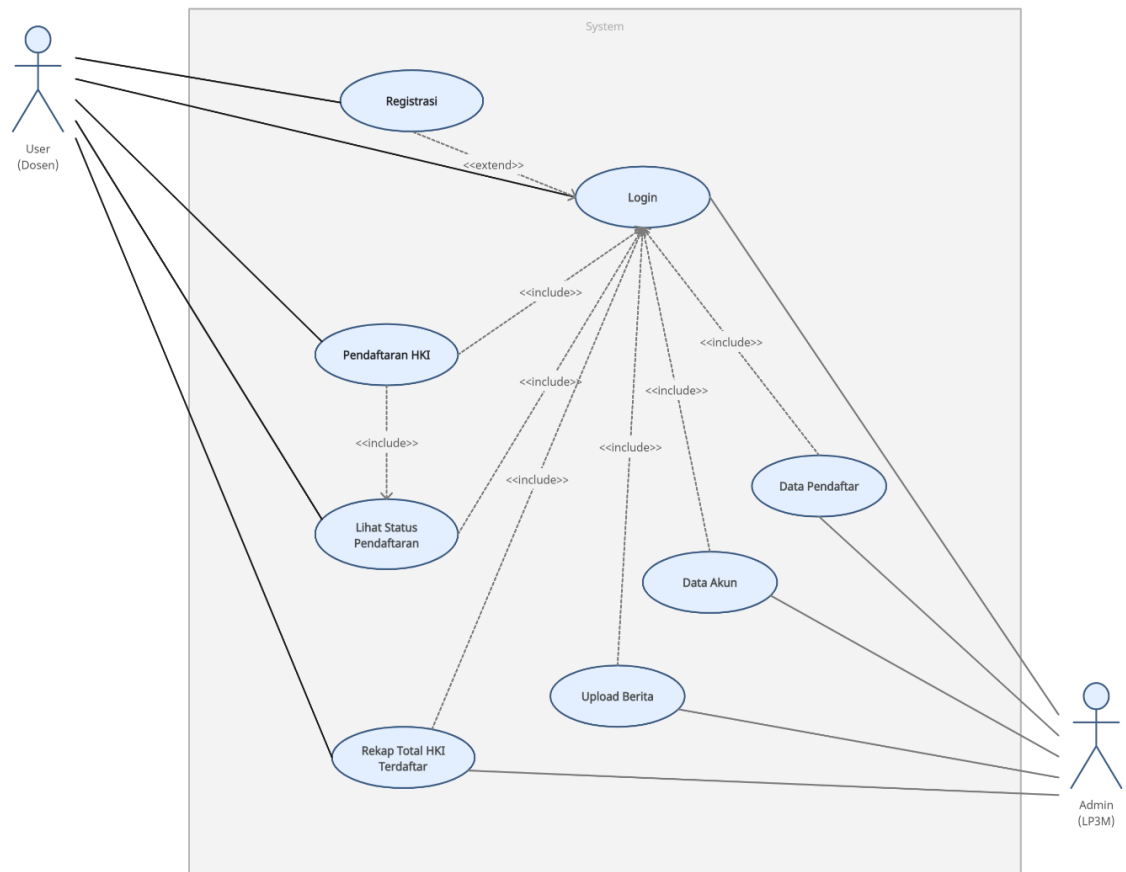 System
User
(Dosen)
Registrasi
<<extend>>
Login
<<include>>
Pendaftaran HKI
<<include>>
<<include>>
<<include>>
<<include>>
<<include>>
<<include>>
Data Pendaftar
Lihat Status
Pendaftaran
Data Akun
Upload Berita
Rekap Total HKI
Terdaftar
Admin
(LP3M)